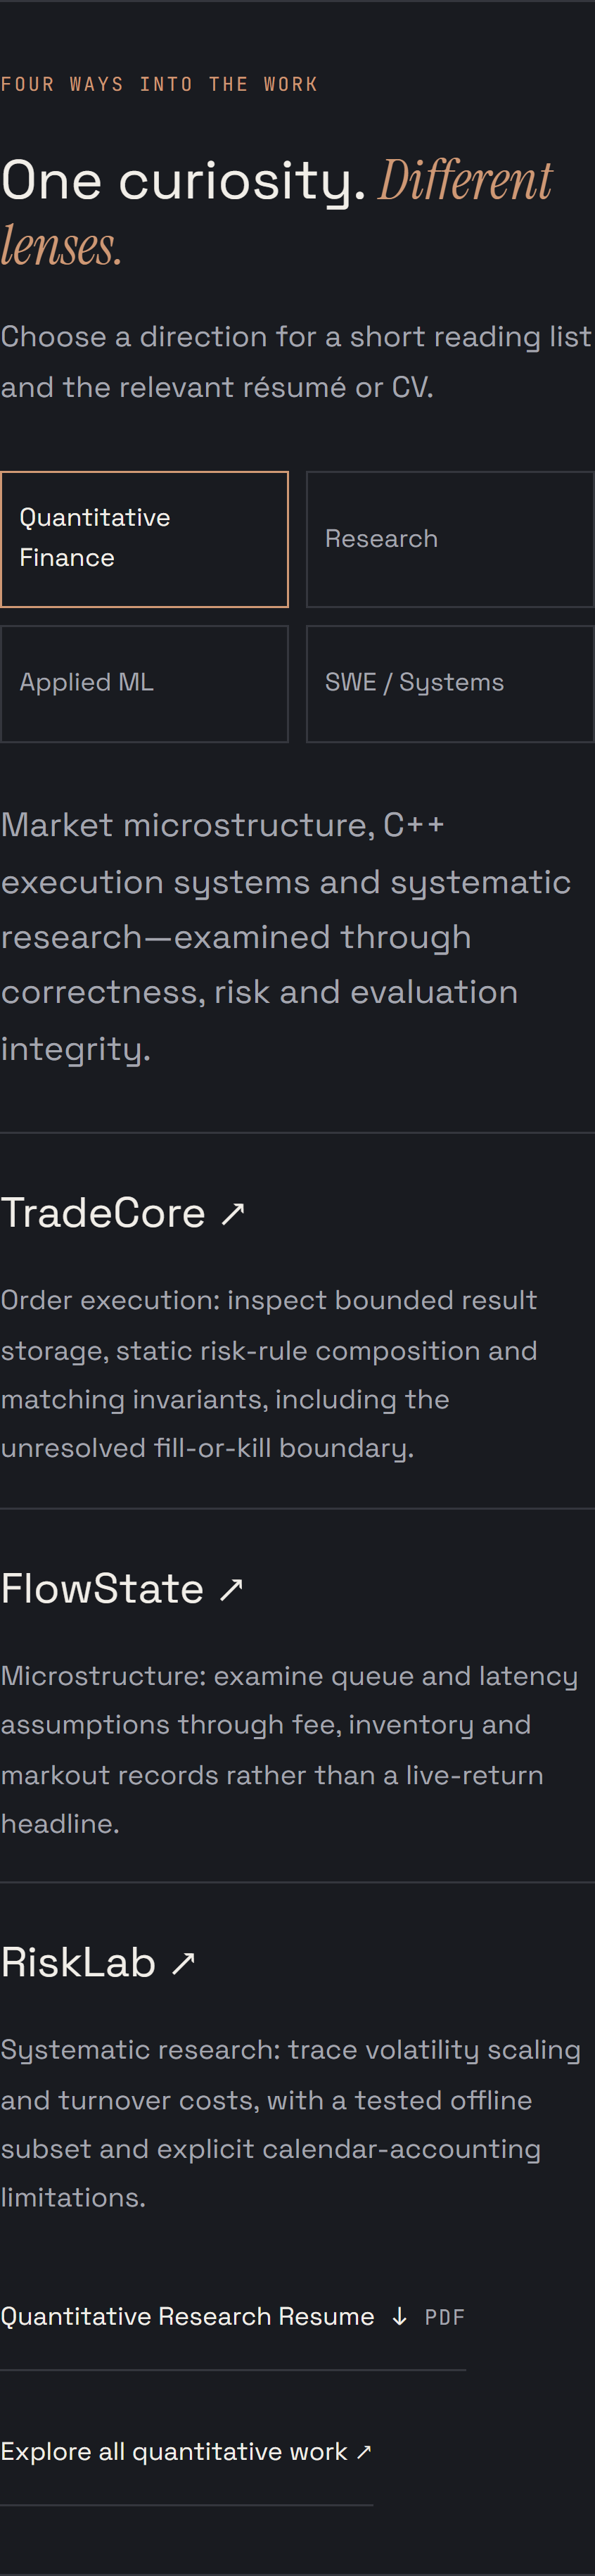 FOUR WAYS INTO THE WORK
One curiosity. Different
lenses.
Choose a direction for a short reading list
and the relevant résumé or CV.
Quantitative
Finance
Research
Applied ML
SWE / Systems
Market microstructure, C++
execution systems and systematic
research—examined through
correctness, risk and evaluation
integrity.
TradeCore ↗
Order execution: inspect bounded result
storage, static risk-rule composition and
matching invariants, including the
unresolved fill-or-kill boundary.
FlowState ↗
Microstructure: examine queue and latency
assumptions through fee, inventory and
markout records rather than a live-return
headline.
RiskLab ↗
Systematic research: trace volatility scaling
and turnover costs, with a tested offline
subset and explicit calendar-accounting
limitations.
Quantitative Research Resume ↓ PDF
Explore all quantitative work ↗